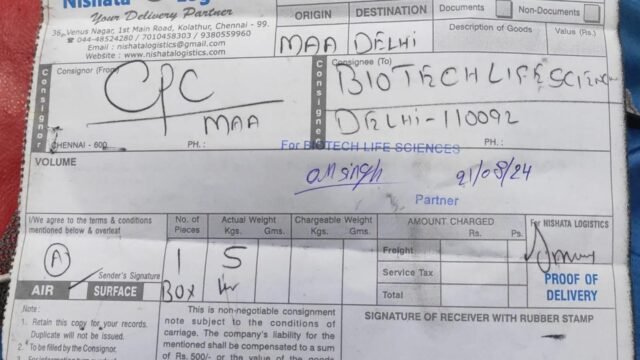 Nishata Log
Your Delivery Partner
36, Venus Nagar, 1st Main Road, Kolathur, Chennai - 99.
☎ 044-48524280 / 7010458303 / 9380559960
Email : nishatalogistics@gmail.com
Website : www.nishatalogistics.com
ORIGIN DESTINATION
MAA DELHI
Documents Non-Documents
Description of Goods Value (Rs.)
Consignor
Consignor (From)
CPC
MAA
CHENNAI - 600 PH. :
Consignee
Consignee (To)
BIOTECH LIFE SCIENCE
DELHI-110092
PH. :
For BIOTECH LIFE SCIENCES
VOLUME
21/08/24
Partner
I/We agree to the terms & conditions
mentioned below & overleaf
A
Sender's Signature
AIR SURFACE
No. of
Pieces
1
BOX
Actual Weight
Kgs. Gms.
5
Chargeable Weight
Kgs. Gms.
AMOUNT CHARGED
Rs. Ps.
Freight
Service Tax
Total
For NISHATA LOGISTICS
PROOF OF
DELIVERY
Note :
1. Retain this copy for your records.
Duplicate will not be issued.
2. To be filled by the Consignor.
This is non-negotiable consignment
note subject to the conditions of
carriage. The company's liability for
the mentioned shall be compensated to a sum
of Rs. 500/- or the value of the goods
SIGNATURE OF RECEIVER WITH RUBBER STAMP